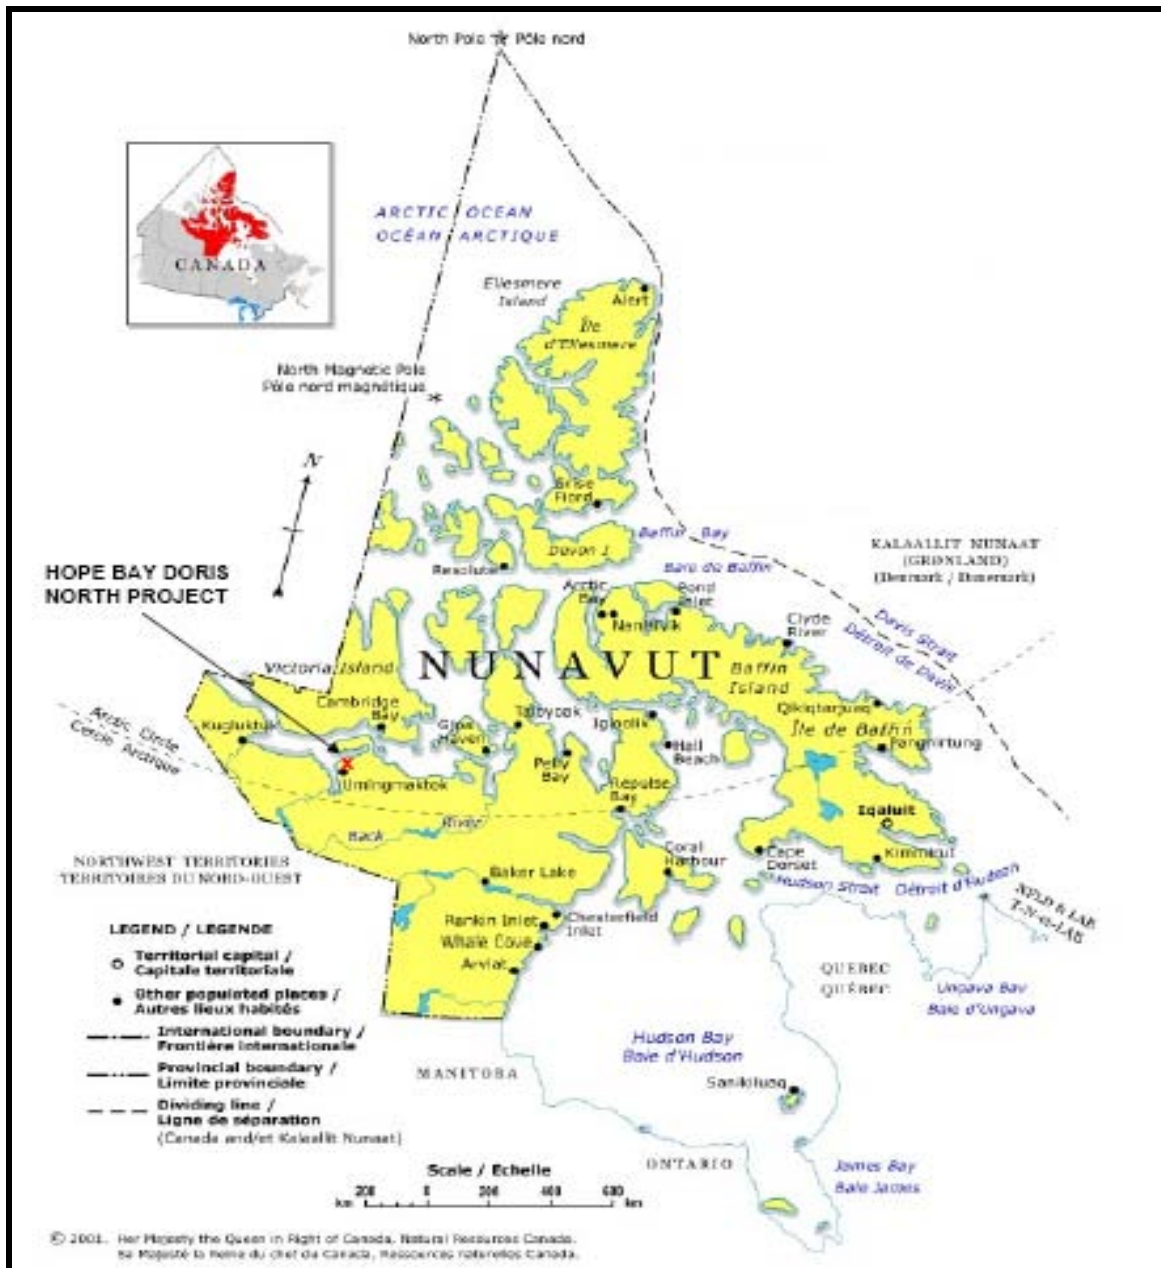 North Pole Pôle nord
CANADA
ARCTIC OCEAN
OCÉAN ARCTIQUE
Ellesmere
Island
Alert
Île
d'Ellesmere
North Magnetic Pole
Pôle nord magnétique
N
Grise
Fiord
Devon I
Baffin Bay
Baie de Baffin
KALAALLIT NUNAAT
(GRØNLAND)
(Denmark / Danemark)
Resolute
HOPE BAY DORIS
NORTH PROJECT
Arctic
Bay
Nanisivik
Pond
Inlet
Clyde
River
Davis Strait
Détroit de Davis
Victoria Island
NUNAVUT
Baffin
Island
Cambridge
Bay
Kugluktuk
Arctic Circle
Cercle Arctique
Gjoa
Haven
Taloyoak
Igloolik
Qikiqtarjuaq
Île de Baffin
Pangnirtung
Hall
Beach
Pelly
Bay
X
Umingmaktok
Repulse
Bay
Iqaluit
Back River
Coral
Harbour
Cape
Dorset
Kimmirut
NORTHWEST TERRITORIES
TERRITOIRES DU NORD-OUEST
Baker Lake
Hudson Strait Détroit d'Hudson
NFLD & LAB
T-N-et-LAB
Rankin Inlet
Chesterfield
Inlet
Whale Cove
Arviat
QUEBEC
QUÉBEC
Ungava Bay
Baie d'Ungava
LEGEND / LÉGENDE
Territorial capital /
Capitale territoriale
Other populated places /
Autres lieux habités
International boundary /
Frontière internationale
Provincial boundary /
Limite provinciale
Dividing line /
Ligne de séparation
(Canada and/et Kalaallit Nunaat)
Hudson Bay
Baie d'Hudson
MANITOBA
Sanikiluaq
ONTARIO
James Bay
Baie James
Scale / Échelle
200 0 200 400 600
km km
© 2001. Her Majesty the Queen in Right of Canada, Natural Resources Canada.
Sa Majesté la Reine du chef du Canada, Ressources naturelles Canada.